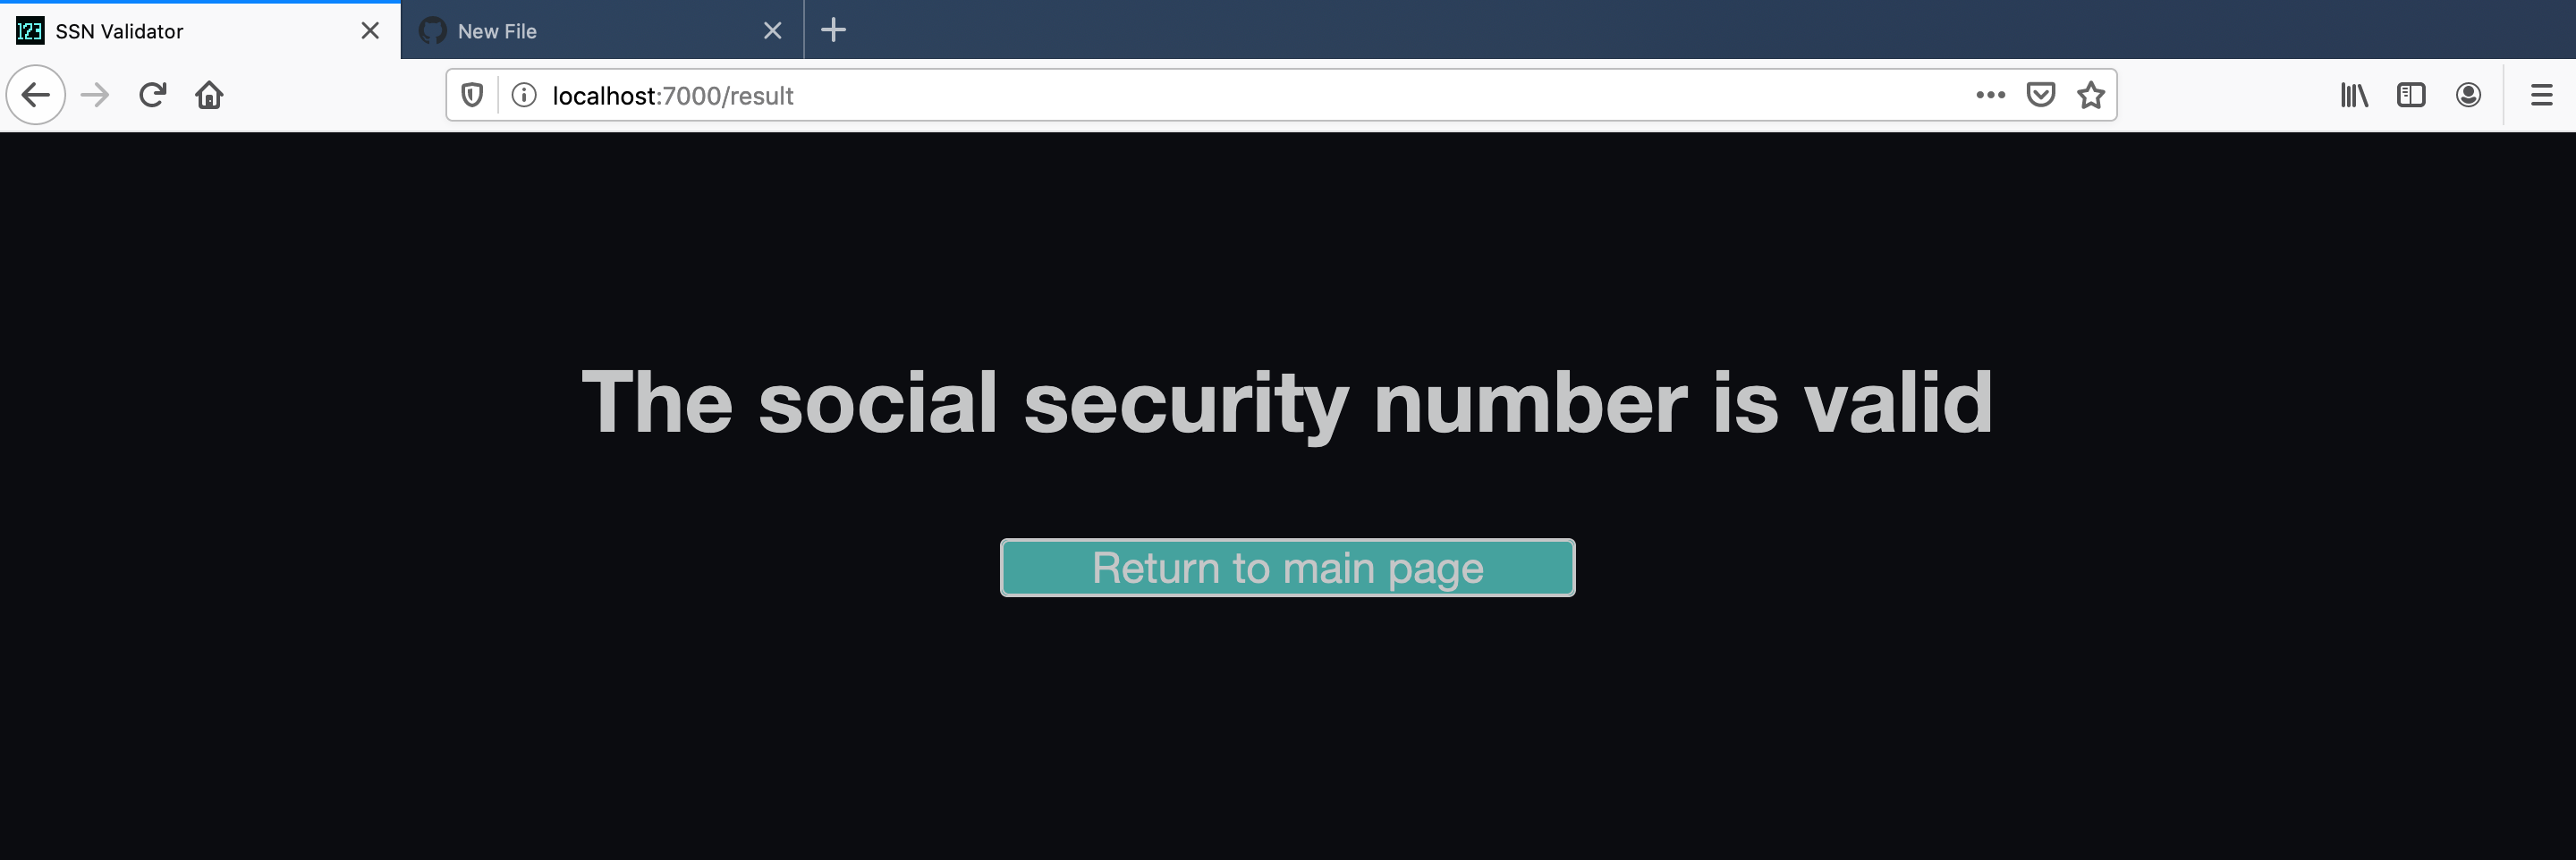 123 SSN Validator
New File
localhost:7000/result
The social security number is valid
Return to main page